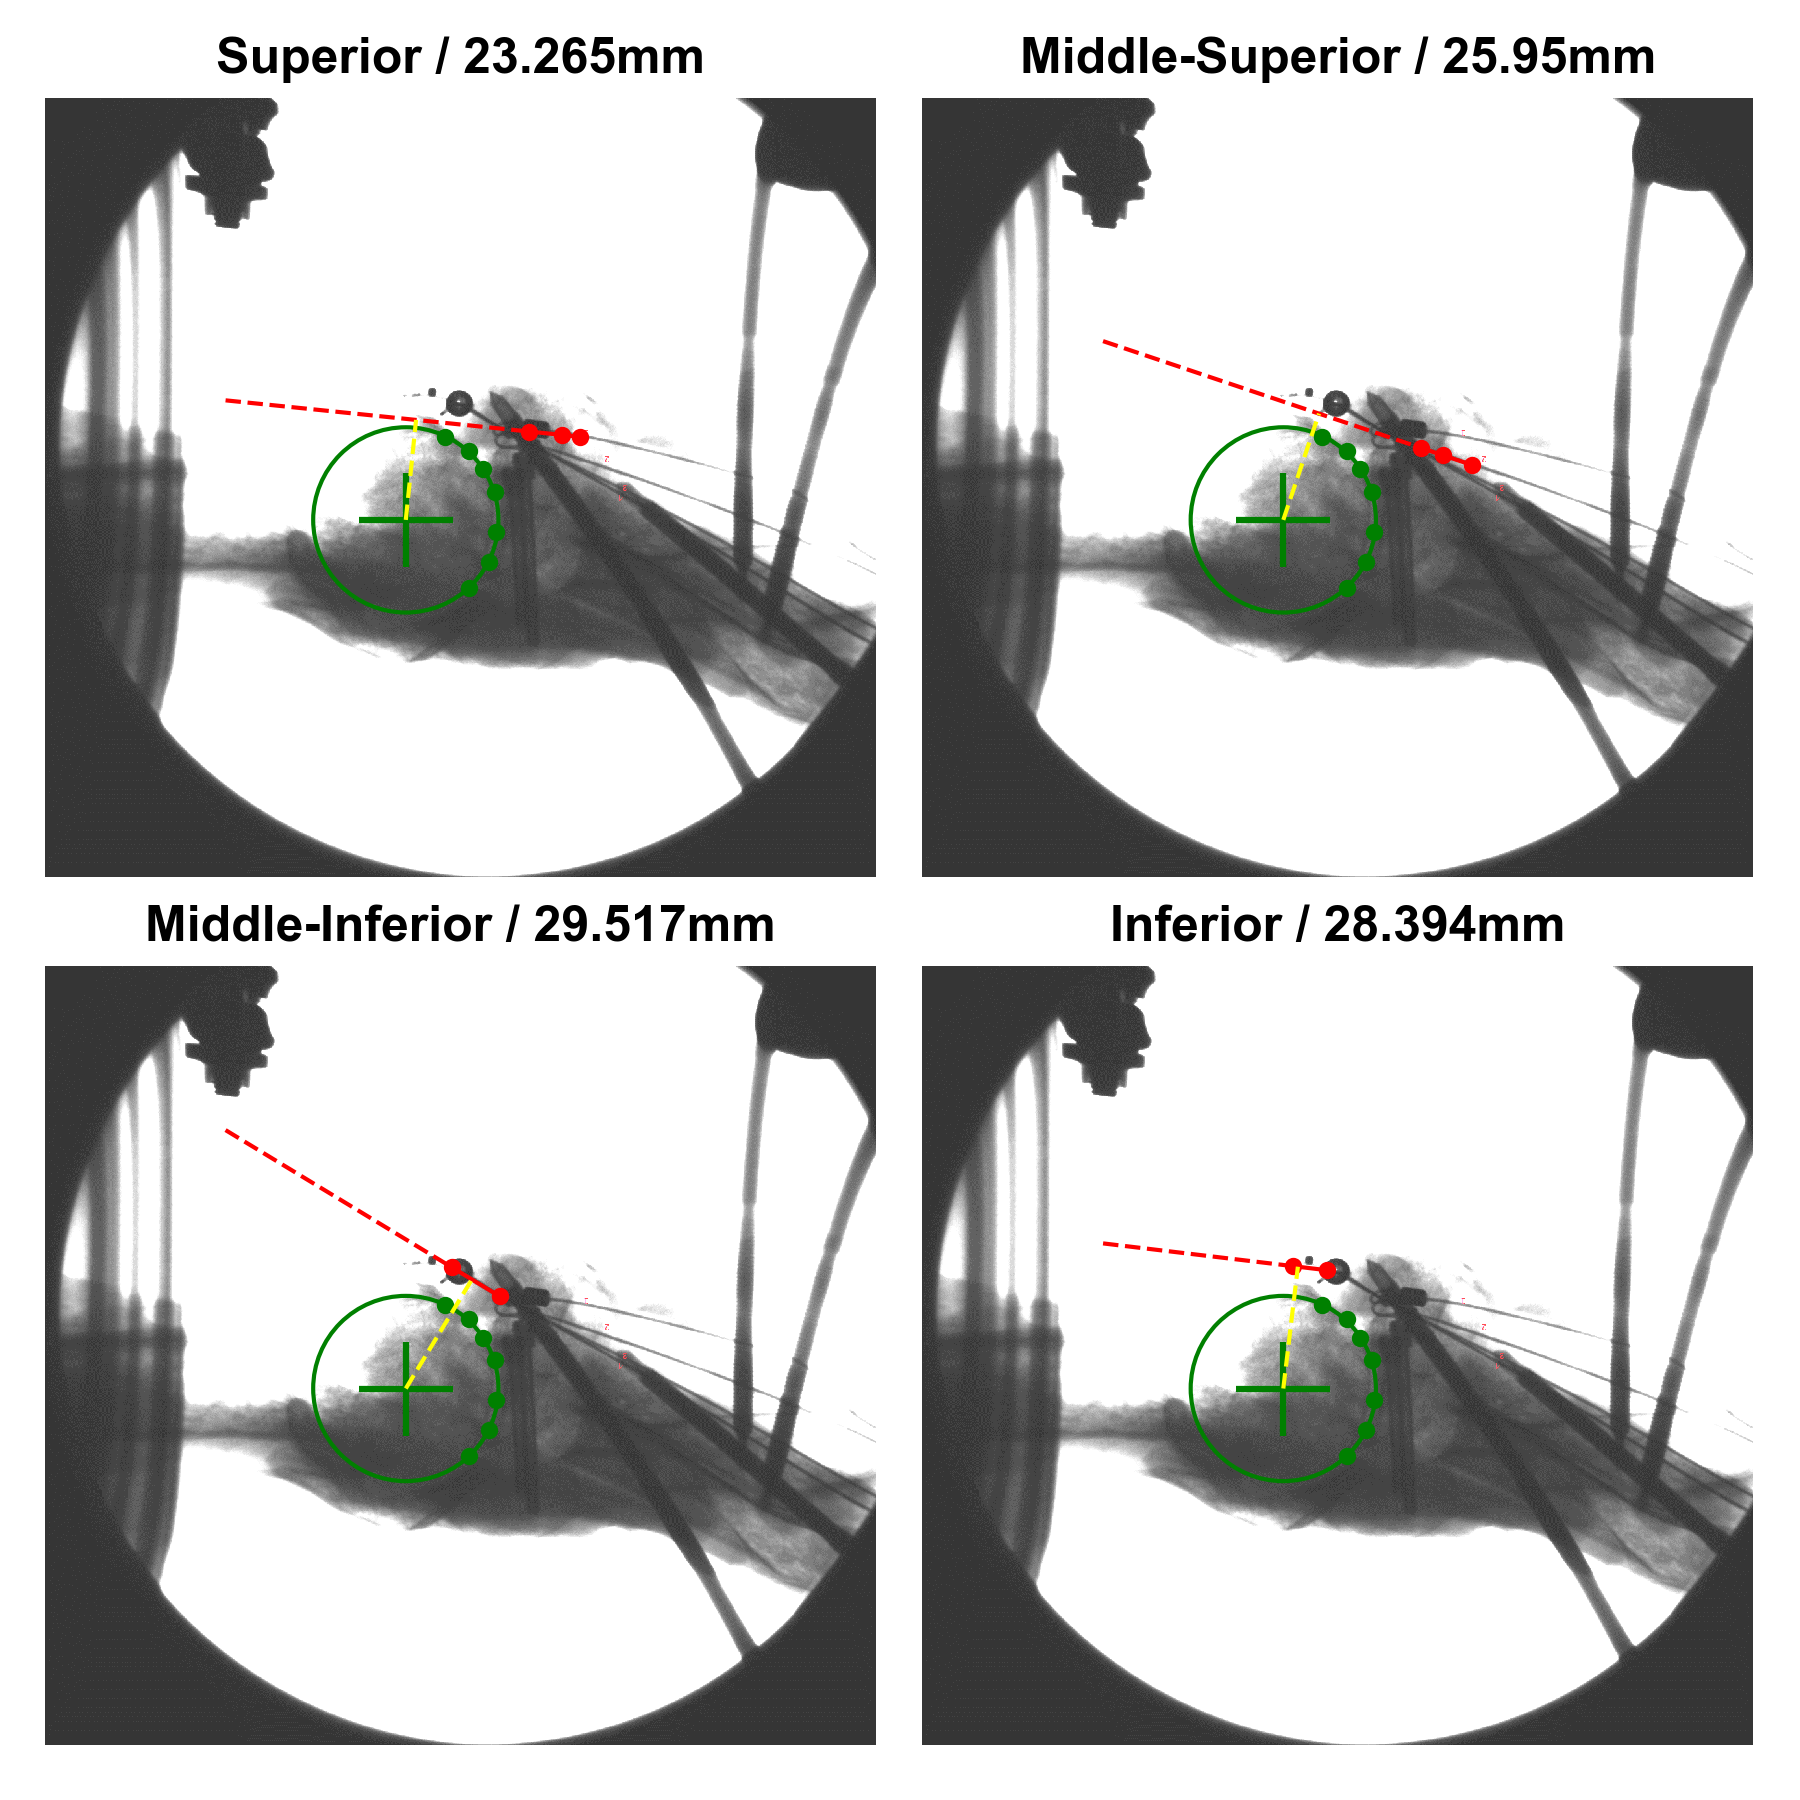 Superior / 23.265mm
Middle-Superior / 25.95mm
Middle-Inferior / 29.517mm
Inferior / 28.394mm